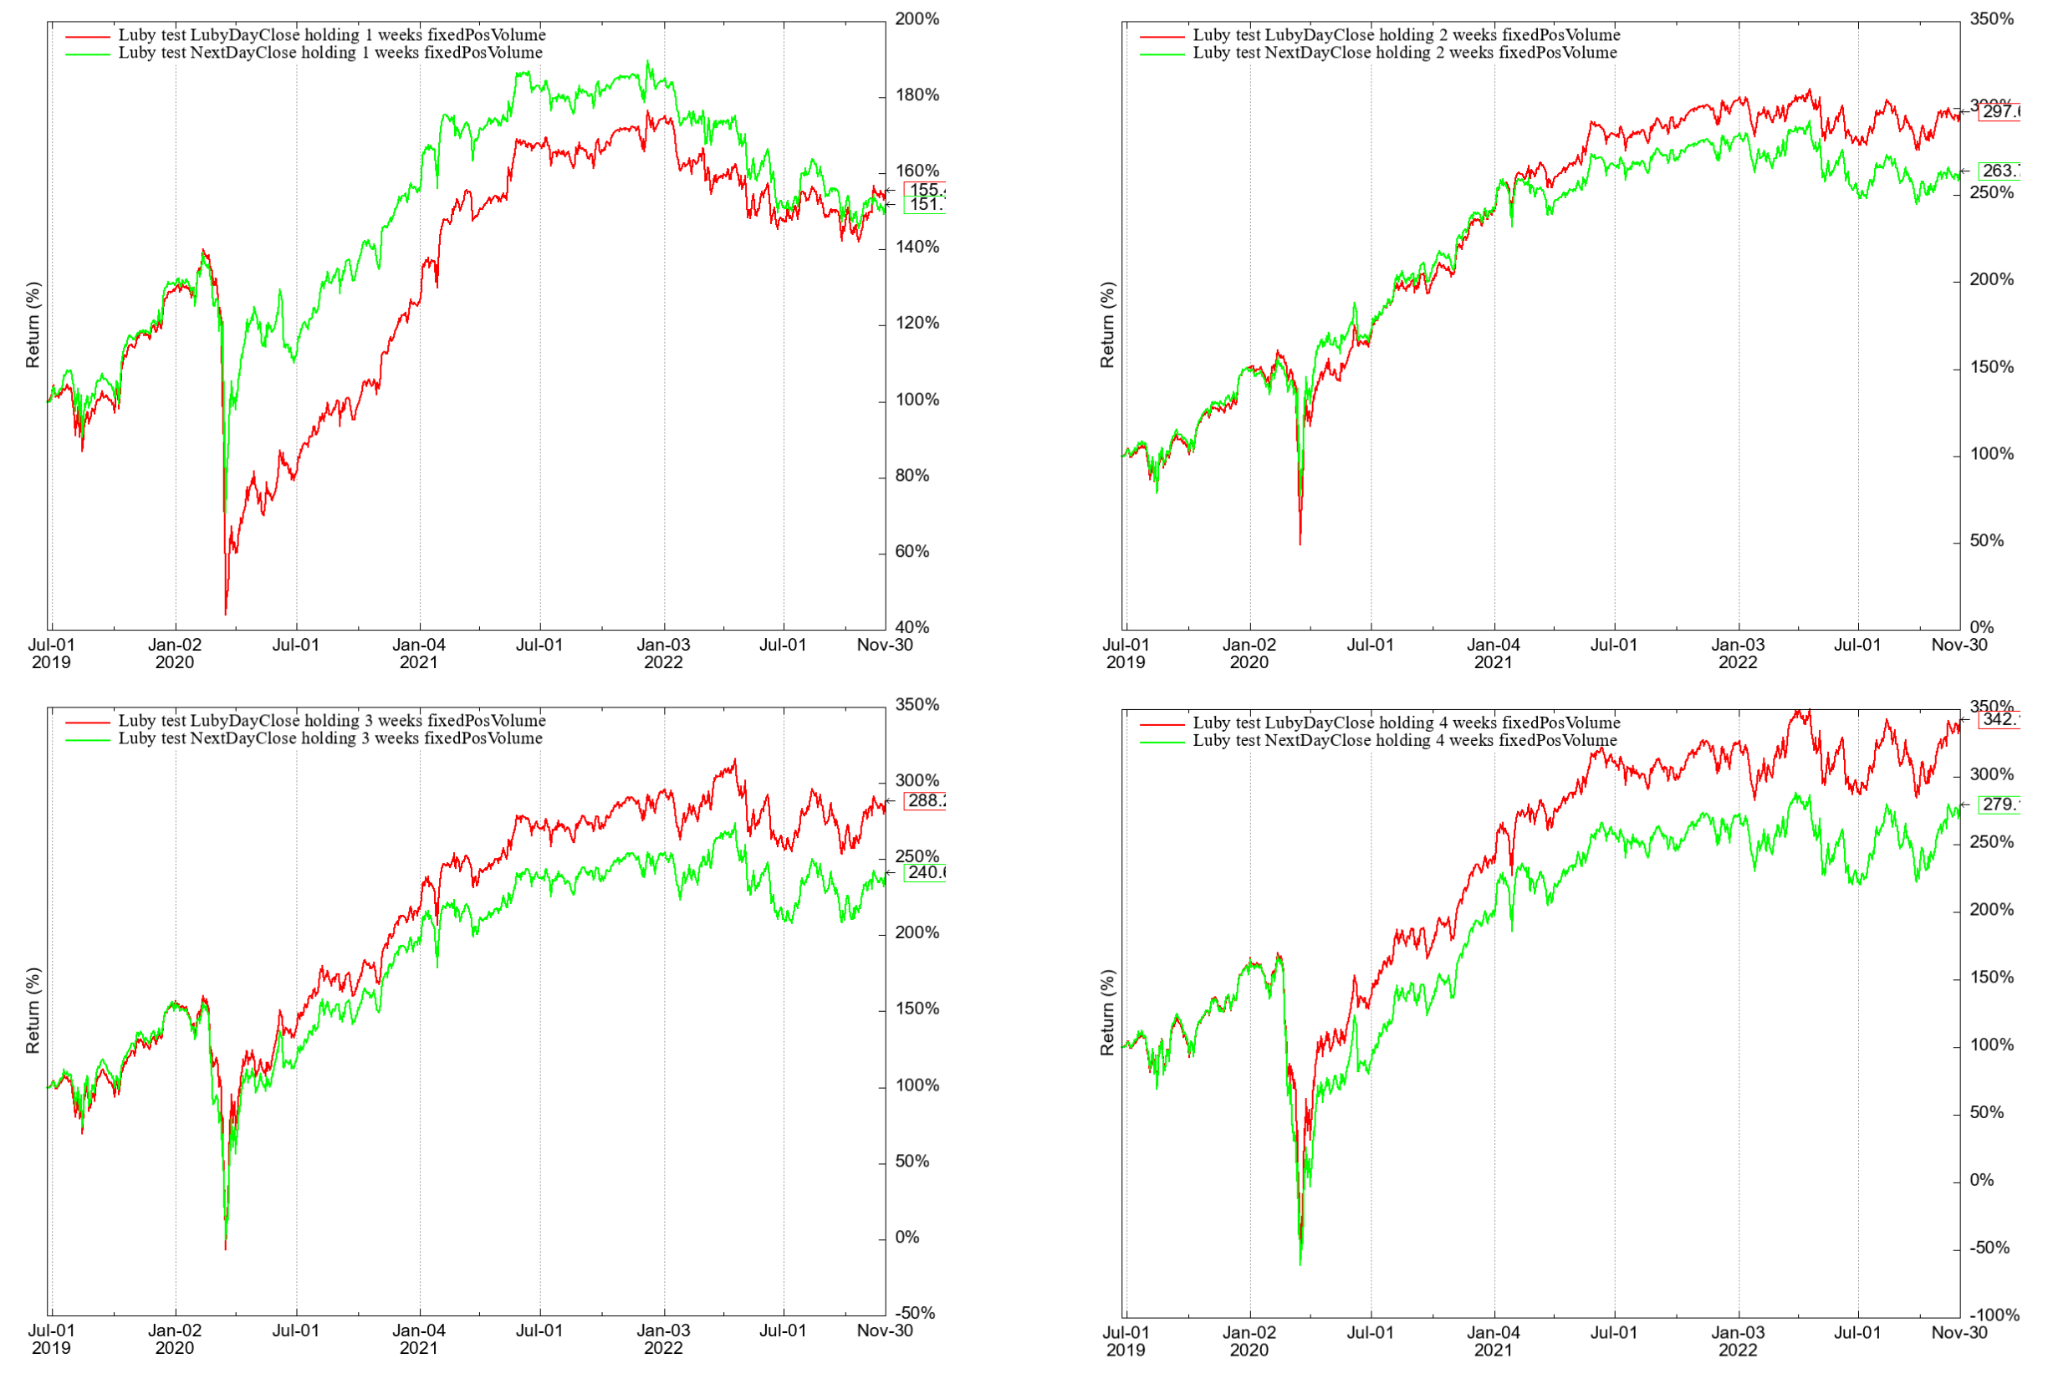 Luby test LubyDayClose holding 1 weeks fixedPosVolume
Luby test NextDayClose holding 1 weeks fixedPosVolume
Return (%)
200%
180%
160%
155.
151.
140%
120%
100%
80%
60%
40%
Jul-01 Jan-02 Jul-01 Jan-04 Jul-01 Jan-03 Jul-01 Nov-30
2019 2020 2021 2022
Luby test LubyDayClose holding 2 weeks fixedPosVolume
Luby test NextDayClose holding 2 weeks fixedPosVolume
Return (%)
350%
300%
297.
263.
250%
200%
150%
100%
50%
0%
Jul-01 Jan-02 Jul-01 Jan-04 Jul-01 Jan-03 Jul-01 Nov-30
2019 2020 2021 2022
Luby test LubyDayClose holding 3 weeks fixedPosVolume
Luby test NextDayClose holding 3 weeks fixedPosVolume
Return (%)
350%
300%
288.
250%
240.
200%
150%
100%
50%
0%
-50%
Jul-01 Jan-02 Jul-01 Jan-04 Jul-01 Jan-03 Jul-01 Nov-30
2019 2020 2021 2022
Luby test LubyDayClose holding 4 weeks fixedPosVolume
Luby test NextDayClose holding 4 weeks fixedPosVolume
Return (%)
350%
342.
300%
279.
250%
200%
150%
100%
50%
0%
-50%
-100%
Jul-01 Jan-02 Jul-01 Jan-04 Jul-01 Jan-03 Jul-01 Nov-30
2019 2020 2021 2022